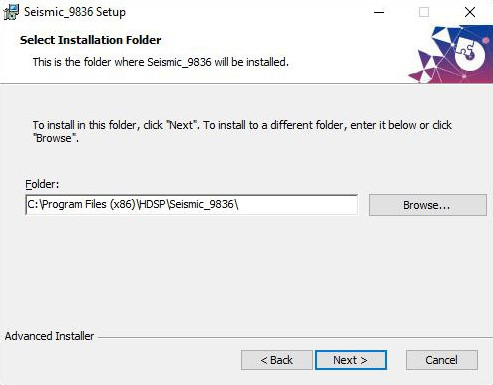 Seismic_9836 Setup
Select Installation Folder
This is the folder where Seismic_9836 will be installed.
To install in this folder, click "Next". To install to a different folder, enter it below or click
"Browse".
Folder:
C:\Program Files (x86)\HDSP\Seismic_9836\
Browse...
Advanced Installer
< Back
Next >
Cancel